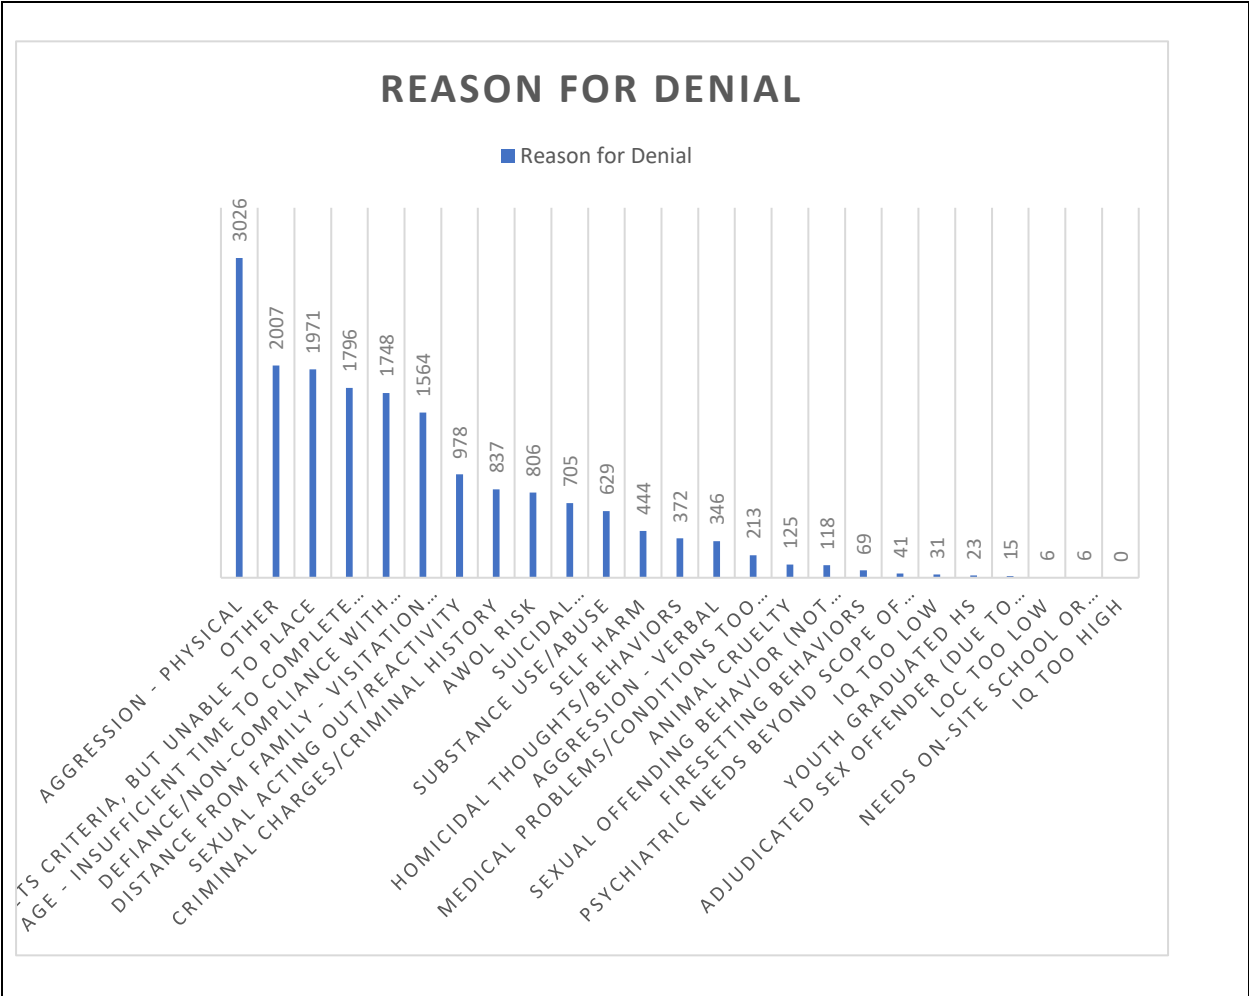 REASON FOR DENIAL
Reason for Denial
3026
2007
1971
1796
1748
1564
978
837
806
705
629
444
372
346
213
125
118
69
41
31
23
15
6
6
0
AGGRESSION - PHYSICAL
OTHER
TS CRITERIA, BUT UNABLE TO PLACE
AGE - INSUFFICIENT TIME TO COMPLETE…
DEFIANCE/NON-COMPLIANCE WITH…
DISTANCE FROM FAMILY - VISITATION…
SEXUAL ACTING OUT/REACTIVITY
CRIMINAL CHARGES/CRIMINAL HISTORY
AWOL RISK
SUICIDAL…
SUBSTANCE USE/ABUSE
SELF HARM
HOMICIDAL THOUGHTS/BEHAVIORS
AGGRESSION - VERBAL
MEDICAL PROBLEMS/CONDITIONS TOO…
ANIMAL CRUELTY
SEXUAL OFFENDING BEHAVIOR (NOT…
FIRESETTING BEHAVIORS
PSYCHIATRIC NEEDS BEYOND SCOPE OF…
IQ TOO LOW
YOUTH GRADUATED HS
ADJUDICATED SEX OFFENDER (DUE TO…
LOC TOO LOW
NEEDS ON-SITE SCHOOL OR…
IQ TOO HIGH